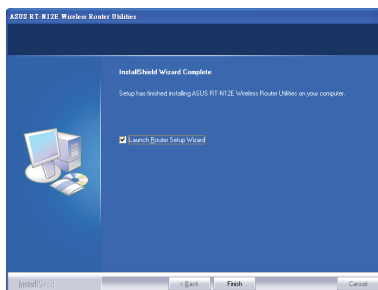 ASUS RT-N12E Wireless Router Utilities
InstallShield Wizard Complete
Setup has finished installing ASUS RT-N12E Wireless Router Utilities on your computer.
Launch Router Setup Wizard
InstallShield
< Back
Finish
Cancel